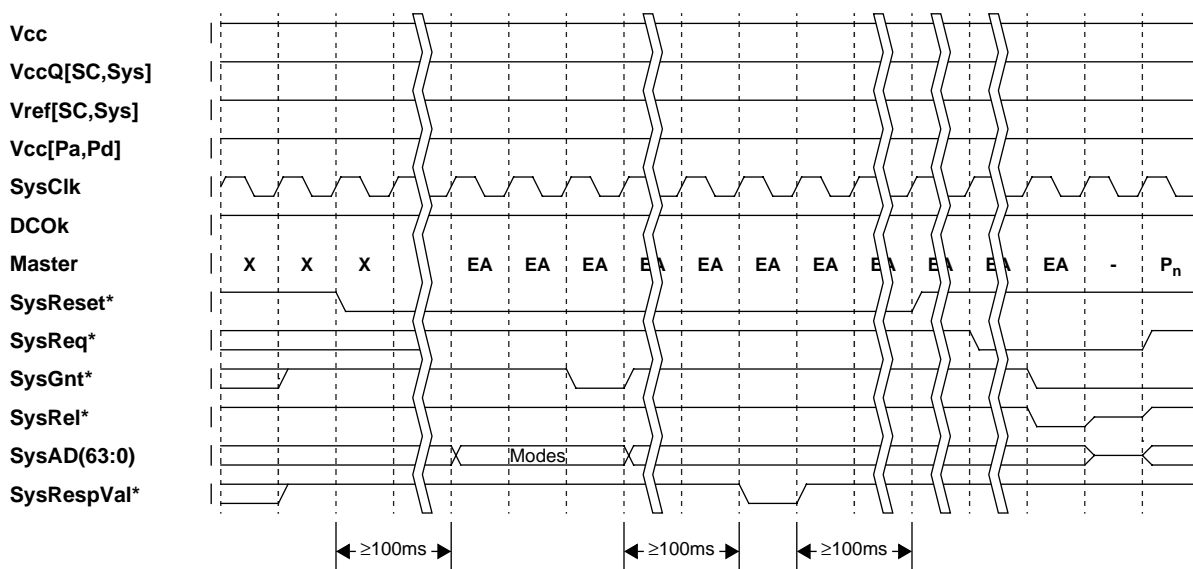 Vcc
VccQ[SC,Sys]
Vref[SC,Sys]
Vcc[Pa,Pd]
SysClk
DCOk
Master X X X EA EA EA EA EA EA EA EA EA EA EA - Pn
SysReset*
SysReq*
SysGnt*
SysRel*
SysAD(63:0) Modes
SysRespVal*
≥100ms ≥100ms ≥100ms